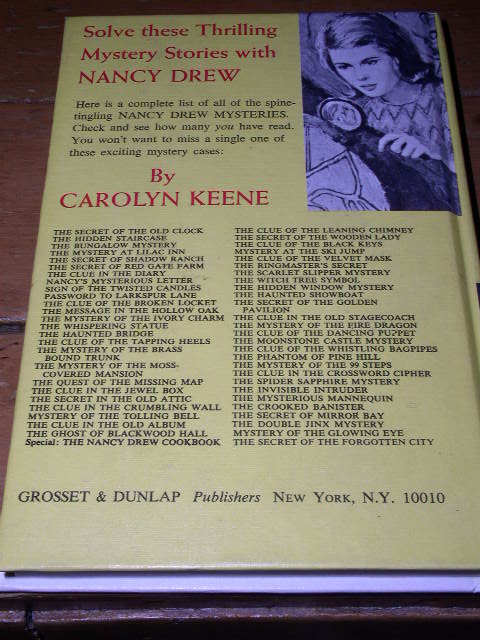 Solve these Thrilling
Mystery Stories with
NANCY DREW
Here is a complete list of all of the spine-
tingling NANCY DREW MYSTERIES.
Check and see how many you have read.
You won't want to miss a single one of
these exciting mystery cases:
By
CAROLYN KEENE
THE SECRET OF THE OLD CLOCK
THE HIDDEN STAIRCASE
THE BUNGALOW MYSTERY
THE MYSTERY AT LILAC INN
THE SECRET OF SHADOW RANCH
THE SECRET OF RED GATE FARM
THE CLUE IN THE DIARY
NANCY'S MYSTERIOUS LETTER
SIGN OF THE TWISTED CANDLES
PASSWORD TO LARKSPUR LANE
THE CLUE OF THE BROKEN LOCKET
THE MESSAGE IN THE HOLLOW OAK
THE MYSTERY OF THE IVORY CHARM
THE WHISPERING STATUE
THE HAUNTED BRIDGE
THE CLUE OF THE TAPPING HEELS
THE MYSTERY OF THE BRASS
BOUND TRUNK
THE MYSTERY OF THE MOSS-
COVERED MANSION
THE QUEST OF THE MISSING MAP
THE CLUE IN THE JEWEL BOX
THE SECRET IN THE OLD ATTIC
THE CLUE IN THE CRUMBLING WALL
MYSTERY OF THE TOLLING BELL
THE CLUE IN THE OLD ALBUM
THE GHOST OF BLACKWOOD HALL
Special: THE NANCY DREW COOKBOOK
THE CLUE OF THE LEANING CHIMNEY
THE SECRET OF THE WOODEN LADY
THE CLUE OF THE BLACK KEYS
MYSTERY AT THE SKI JUMP
THE CLUE OF THE VELVET MASK
THE RINGMASTER'S SECRET
THE SCARLET SLIPPER MYSTERY
THE WITCH TREE SYMBOL
THE HIDDEN WINDOW MYSTERY
THE HAUNTED SHOWBOAT
THE SECRET OF THE GOLDEN
PAVILION
THE CLUE IN THE OLD STAGECOACH
THE MYSTERY OF THE FIRE DRAGON
THE CLUE OF THE DANCING PUPPET
THE MOONSTONE CASTLE MYSTERY
THE CLUE OF THE WHISTLING BAGPIPES
THE PHANTOM OF PINE HILL
THE MYSTERY OF THE 99 STEPS
THE CLUE IN THE CROSSWORD CIPHER
THE SPIDER SAPPHIRE MYSTERY
THE INVISIBLE INTRUDER
THE MYSTERIOUS MANNEQUIN
THE CROOKED BANISTER
THE SECRET OF MIRROR BAY
THE DOUBLE JINX MYSTERY
MYSTERY OF THE GLOWING EYE
THE SECRET OF THE FORGOTTEN CITY
GROSSET & DUNLAP Publishers NEW YORK, N.Y. 10010